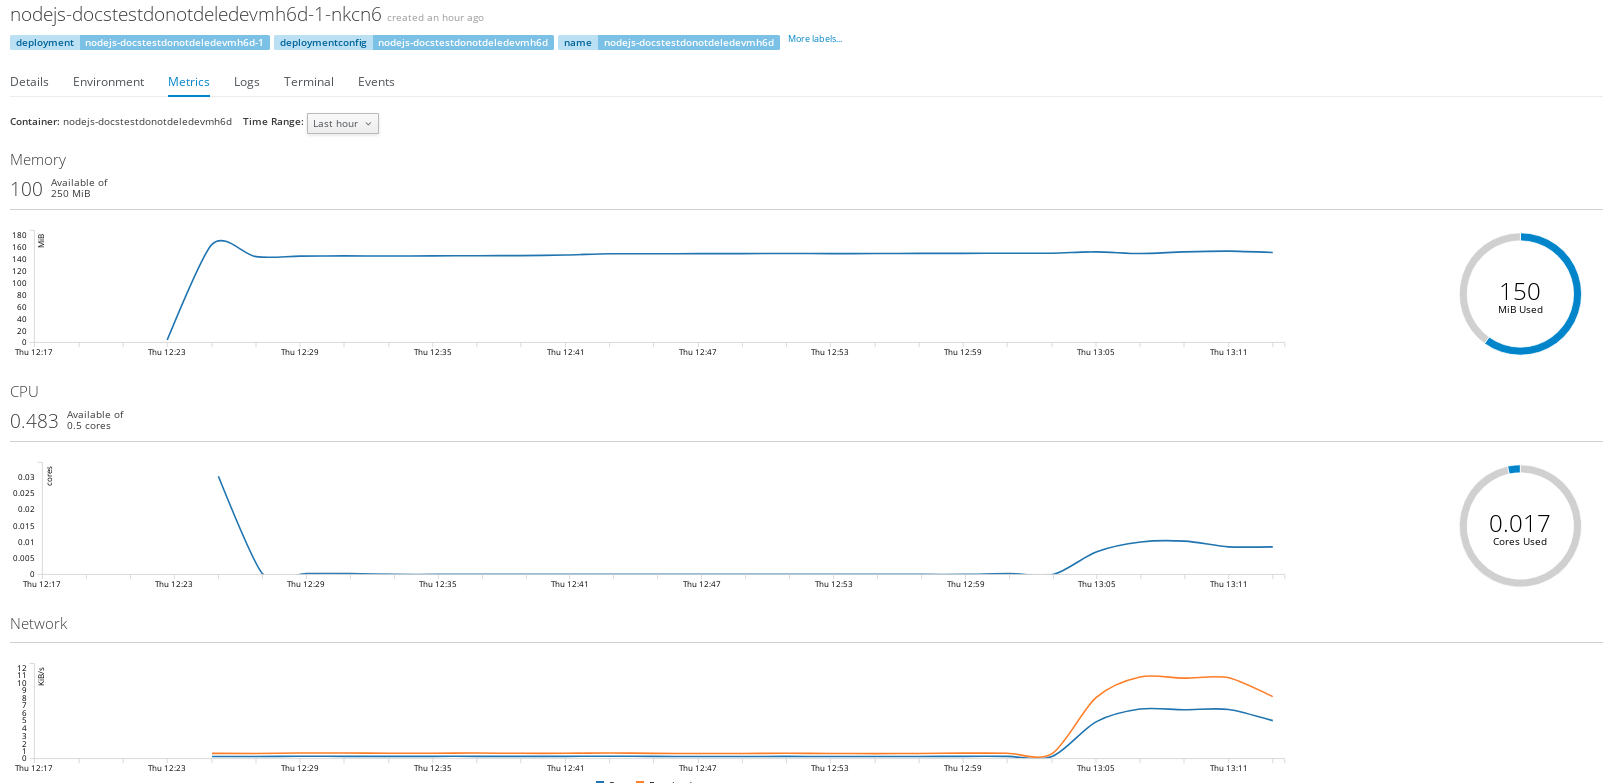 nodejs-docstestdonotdeledevmh6d-1-nkcn6 created an hour ago
deployment nodejs-docstestdonotdeledevmh6d-1 deploymentconfig nodejs-docstestdonotdeledevmh6d name nodejs-docstestdonotdeledevmh6d More labels...
Details Environment Metrics Logs Terminal Events
Container: nodejs-docstestdonotdeledevmh6d Time Range: Last hour
Memory
100 Available of
250 MiB
MiB
180
160
140
120
100
80
60
40
20
0
Thu 12:17 Thu 12:23 Thu 12:29 Thu 12:35 Thu 12:41 Thu 12:47 Thu 12:53 Thu 12:59 Thu 13:05 Thu 13:11
150
MiB Used
CPU
0.483 Available of
0.5 cores
cores
0.03
0.025
0.02
0.015
0.01
0.005
0
Thu 12:17 Thu 12:23 Thu 12:29 Thu 12:35 Thu 12:41 Thu 12:47 Thu 12:53 Thu 12:59 Thu 13:05 Thu 13:11
0.017
Cores Used
Network
KiB/s
12
11
10
9
8
7
6
5
4
3
2
1
0
Thu 12:17 Thu 12:23 Thu 12:29 Thu 12:35 Thu 12:41 Thu 12:47 Thu 12:53 Thu 12:59 Thu 13:05 Thu 13:11